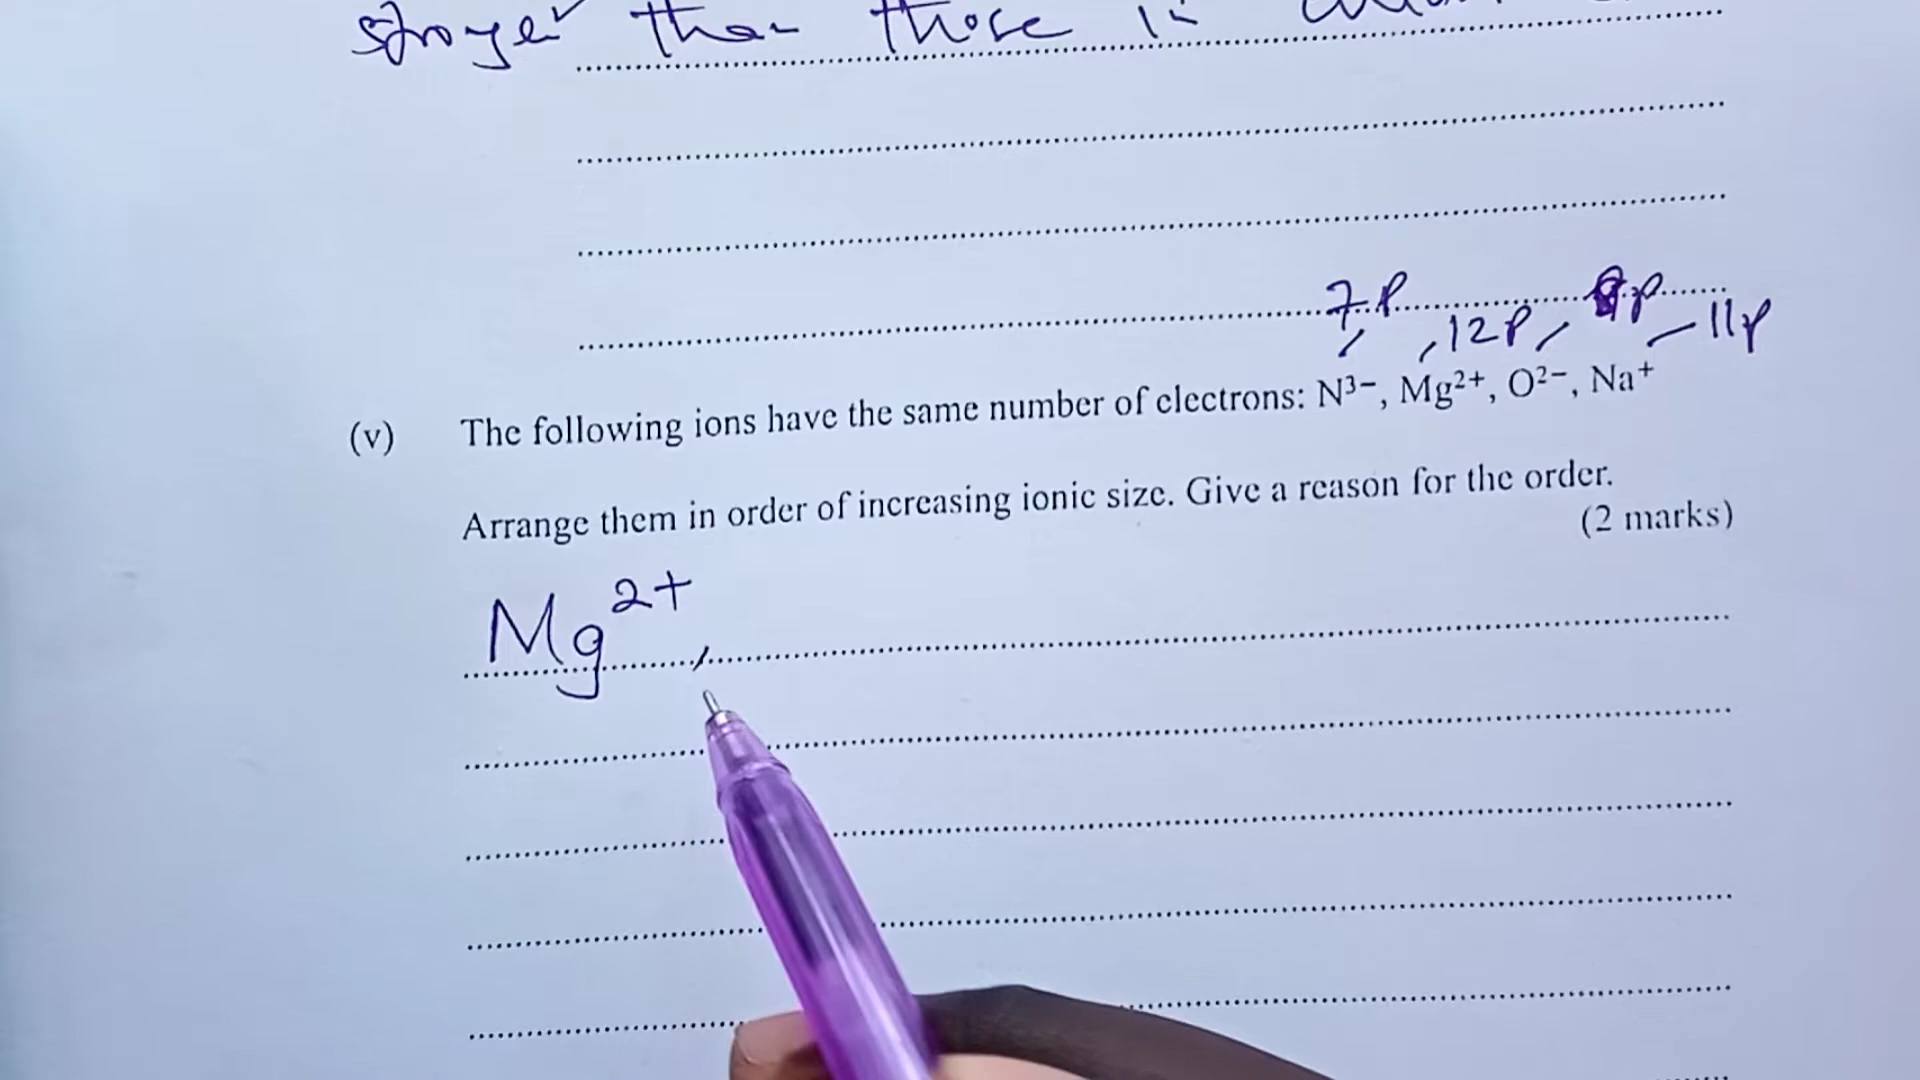 stronger than those in
7p
, 12p, 8p
11p
(v) The following ions have the same number of electrons: N³⁻, Mg²⁺, O²⁻, Na⁺
Arrange them in order of increasing ionic size. Give a reason for the order.
(2 marks)
Mg²⁺,